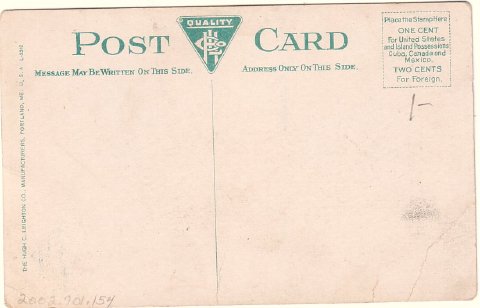 POST CARD
QUALITY
MESSAGE MAY BE WRITTEN ON THIS SIDE.
ADDRESS ONLY ON THIS SIDE.
Place the Stamp Here
ONE CENT
For United States
and Island Possessions
Cuba, Canada and
Mexico.
TWO CENTS
For Foreign.
1-
THE HUGH C. LEIGHTON CO., MANUFACTURERS, PORTLAND, ME. U. S. A.
2002.701.154